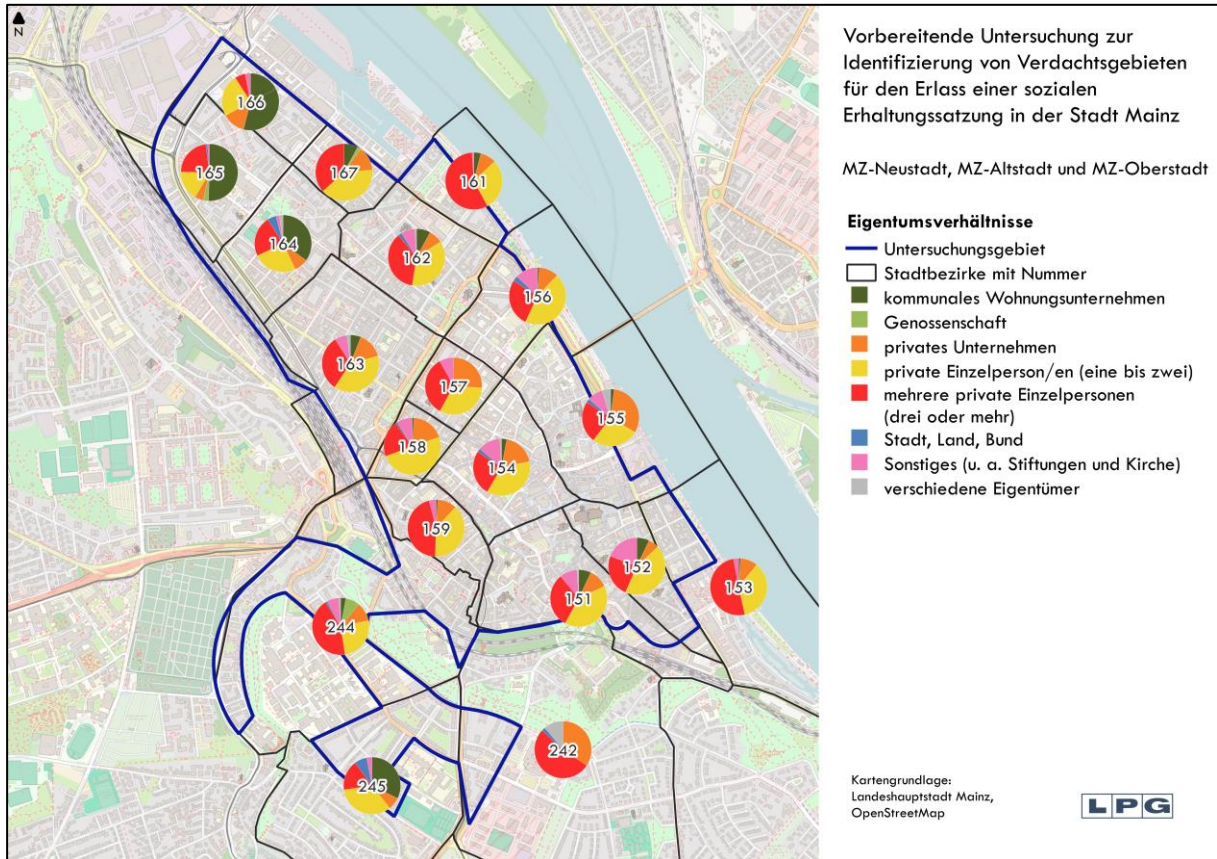 N
Vorbereitende Untersuchung zur
Identifizierung von Verdachtsgebieten
für den Erlass einer sozialen
Erhaltungssatzung in der Stadt Mainz
MZ-Neustadt, MZ-Altstadt und MZ-Oberstadt
Eigentumsverhältnisse
Untersuchungsgebiet
Stadtbezirke mit Nummer
kommunales Wohnungsunternehmen
Genossenschaft
privates Unternehmen
private Einzelperson/en (eine bis zwei)
mehrere private Einzelpersonen
(drei oder mehr)
Stadt, Land, Bund
Sonstiges (u. a. Stiftungen und Kirche)
verschiedene Eigentümer
166
165
167
161
164
162
156
163
157
155
158
154
159
152
151
153
244
242
245
Kartengrundlage:
Landeshauptstadt Mainz,
OpenStreetMap
LPG